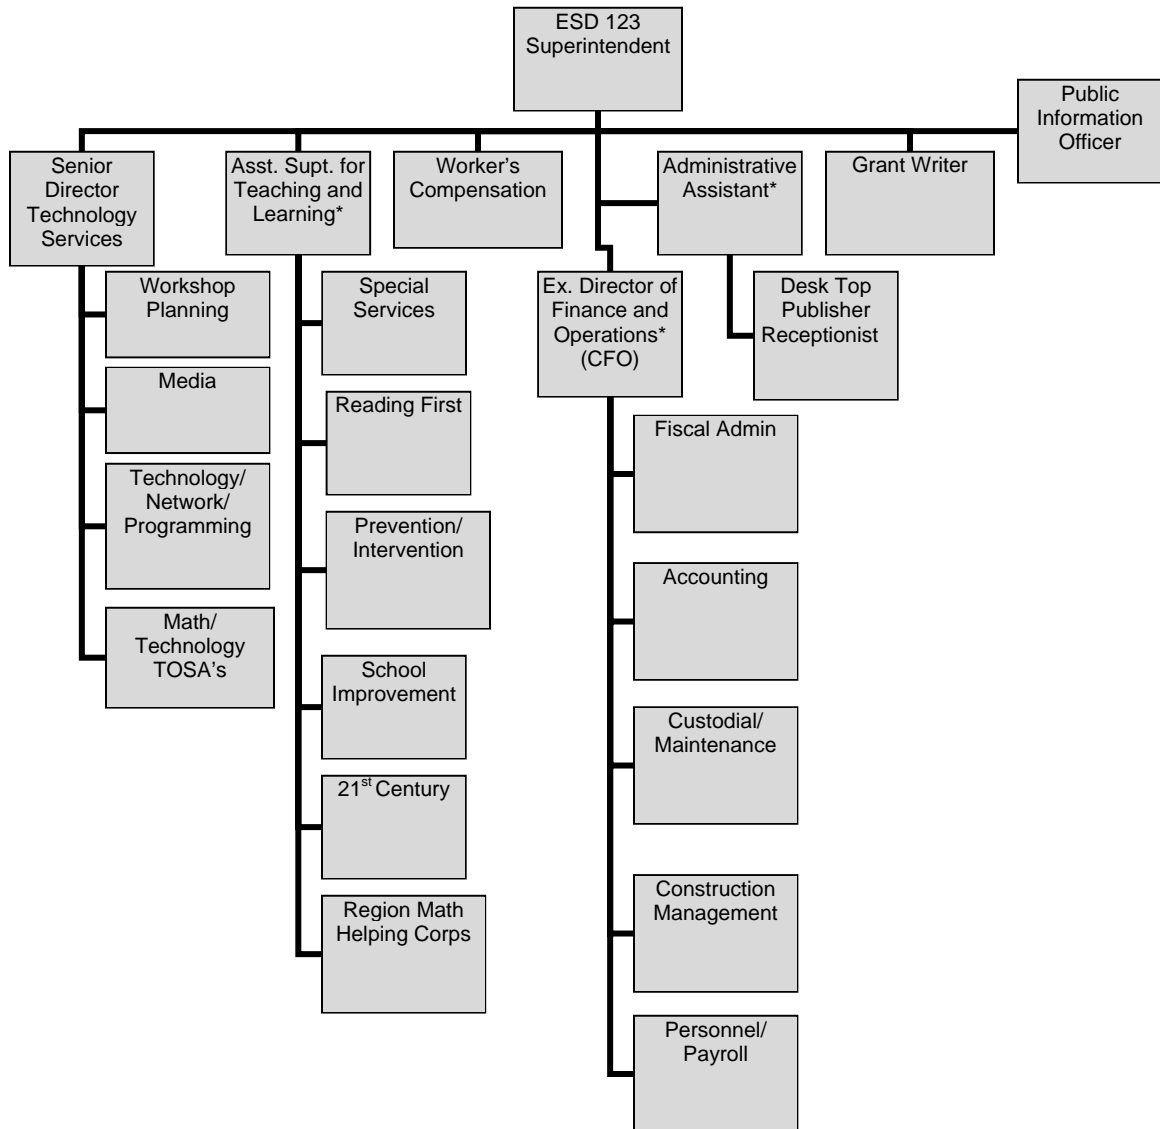 ESD 123
Superintendent
Public
Information
Officer
Senior
Director
Technology
Services
Asst. Supt. for
Teaching and
Learning*
Worker’s
Compensation
Administrative
Assistant*
Grant Writer
Workshop
Planning
Media
Technology/
Network/
Programming
Math/
Technology
TOSA’s
Special
Services
Reading First
Prevention/
Intervention
School
Improvement
21st Century
Region Math
Helping Corps
Ex. Director of
Finance and
Operations*
(CFO)
Desk Top
Publisher
Receptionist
Fiscal Admin
Accounting
Custodial/
Maintenance
Construction
Management
Personnel/
Payroll